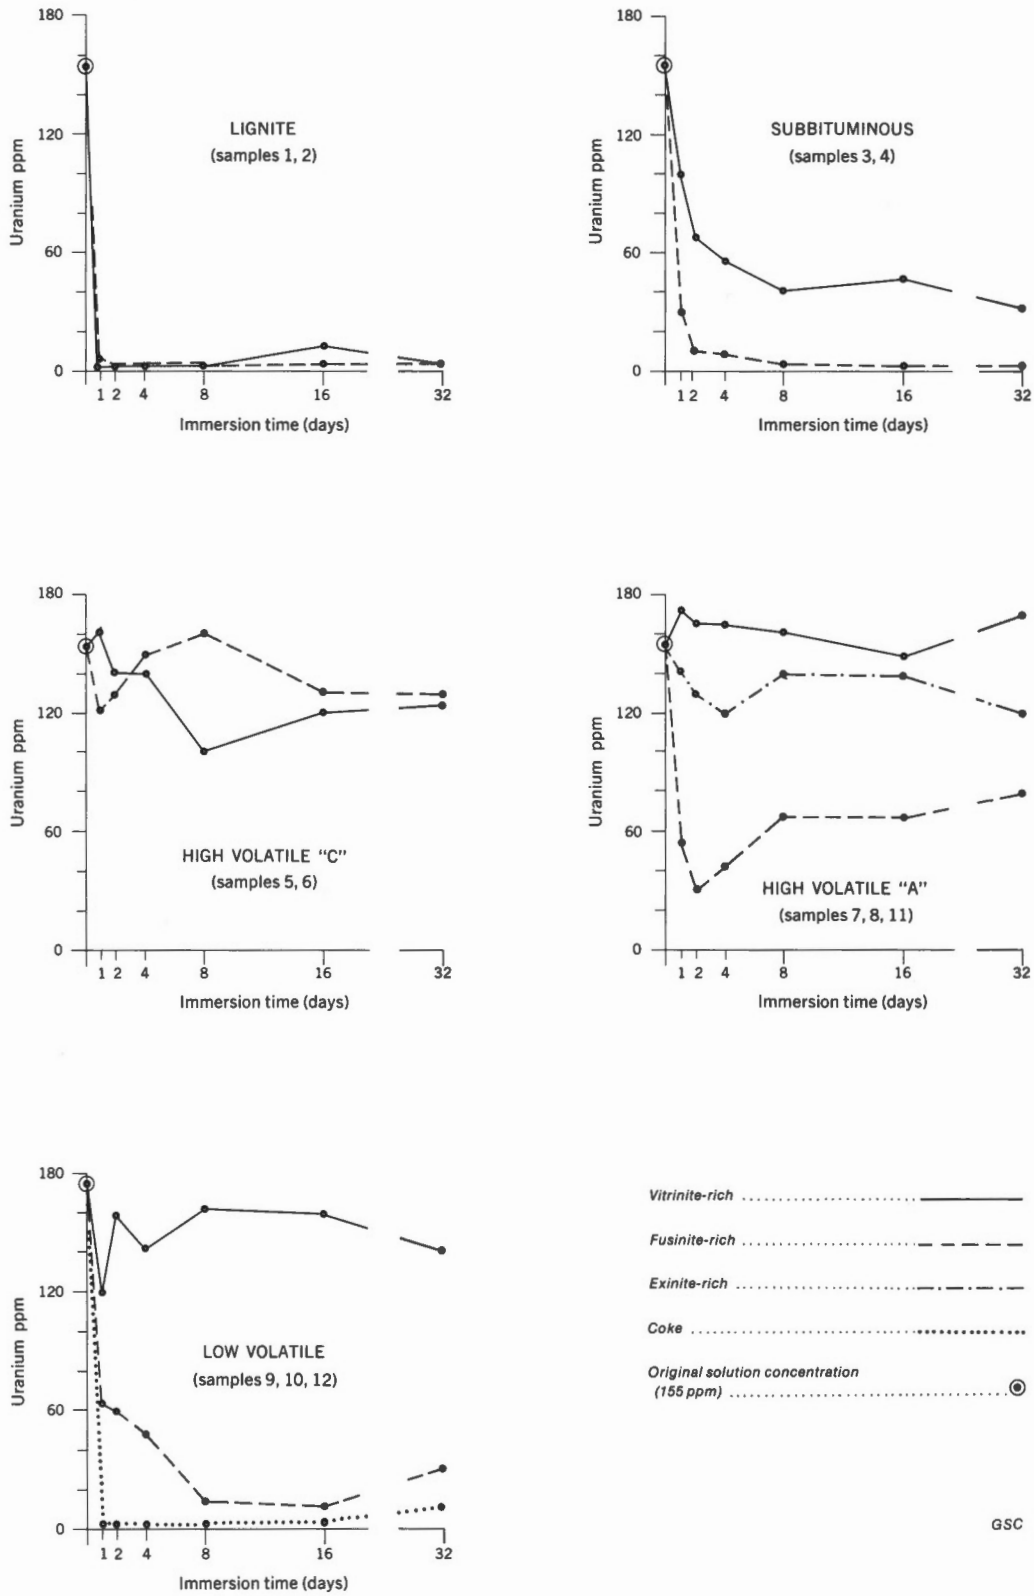 180
120
60
0
Uranium ppm
LIGNITE
(samples 1, 2)
1 2 4 8 16 32
Immersion time (days)
180
120
60
0
Uranium ppm
SUBBITUMINOUS
(samples 3, 4)
1 2 4 8 16 32
Immersion time (days)
180
120
60
0
Uranium ppm
HIGH VOLATILE "C"
(samples 5, 6)
1 2 4 8 16 32
Immersion time (days)
180
120
60
0
Uranium ppm
HIGH VOLATILE "A"
(samples 7, 8, 11)
1 2 4 8 16 32
Immersion time (days)
180
120
60
0
Uranium ppm
LOW VOLATILE
(samples 9, 10, 12)
1 2 4 8 16 32
Immersion time (days)
Vitrinite-rich
Fusinite-rich
Exinite-rich
Coke
Original solution concentration
(155 ppm)
GSC